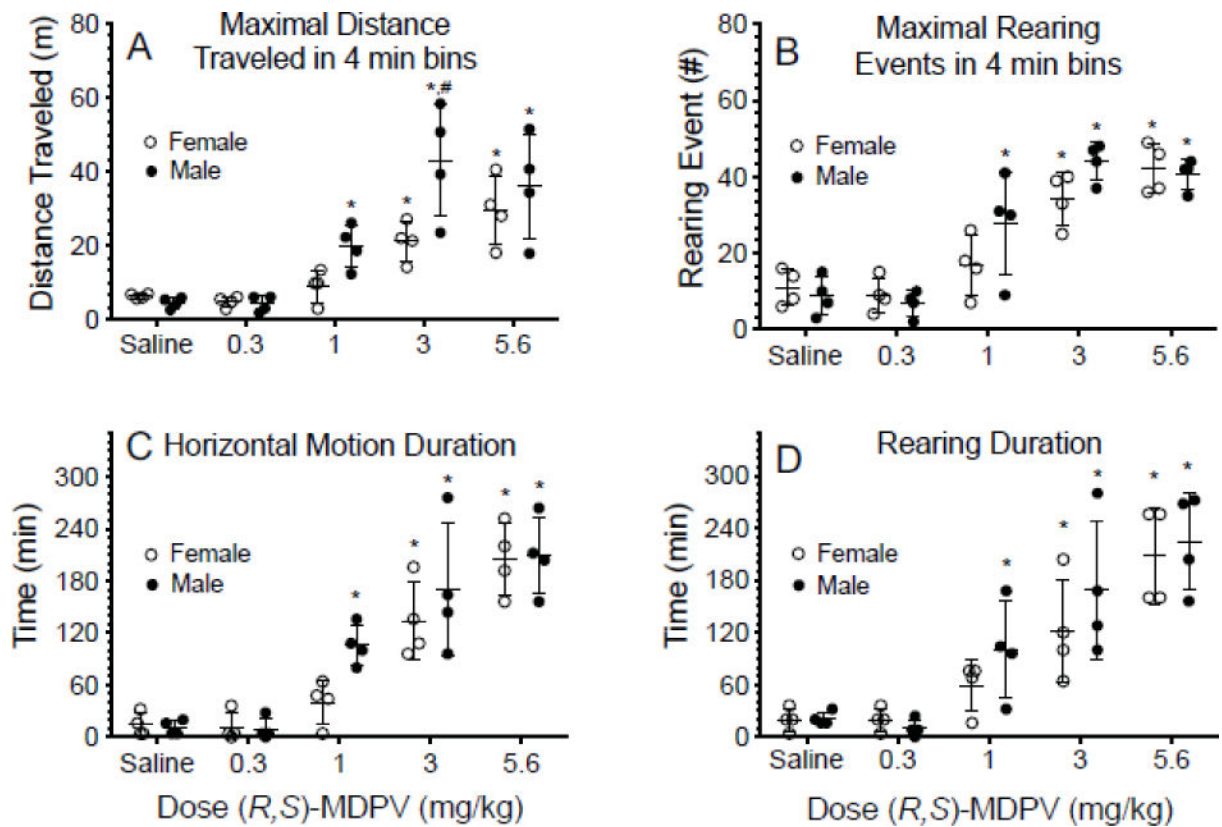 A
Maximal Distance
Traveled in 4 min bins
Distance Traveled (m)
80
60
40
20
0
Female
Male
*
*
*,#
*
*
Saline 0.3 1 3 5.6
B
Maximal Rearing
Events in 4 min bins
Rearing Event (#)
80
60
40
20
0
Female
Male
*
*
*
*
*
Saline 0.3 1 3 5.6
C Horizontal Motion Duration
Time (min)
300
240
180
120
60
0
Female
Male
*
*
*
*
*
Saline 0.3 1 3 5.6
Dose (R,S)-MDPV (mg/kg)
D
Rearing Duration
Time (min)
300
240
180
120
60
0
Female
Male
*
*
*
*
*
Saline 0.3 1 3 5.6
Dose (R,S)-MDPV (mg/kg)